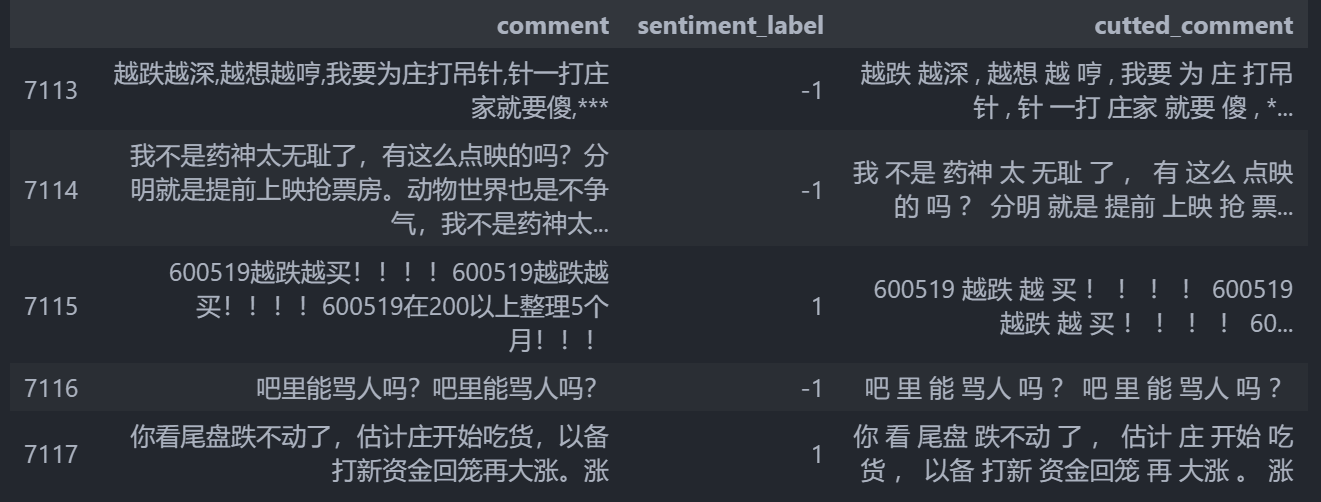 comment sentiment_label cutted_comment
7113 越跌越深,越想越哼,我要为庄打吊针,针一打庄家就要傻,*** -1 越跌 越深 , 越想 越 哼 , 我要 为 庄 打吊针 , 针 一打 庄家 就要 傻 , *...
7114 我不是药神太无耻了，有这么点映的吗？分明就是提前上映抢票房。动物世界也是不争气，我不是药神太... -1 我 不是 药神 太 无耻 了 ， 有 这么 点映 的 吗 ？ 分明 就是 提前 上映 抢 票...
7115 600519越跌越买！！！！600519越跌越买！！！！600519在200以上整理5个月！！！ 1 600519 越跌 越 买 ！ ！ ！ ！ 600519 越跌 越 买 ！ ！ ！ ！ 60...
7116 吧里能骂人吗？吧里能骂人吗？ -1 吧 里 能 骂人 吗 ？ 吧 里 能 骂人 吗 ？
7117 你看尾盘跌不动了，估计庄开始吃货，以备打新资金回笼再大涨。涨 1 你 看 尾盘 跌不动 了 ， 估计 庄 开始 吃货 ， 以备 打新 资金回笼 再 大涨 。 涨